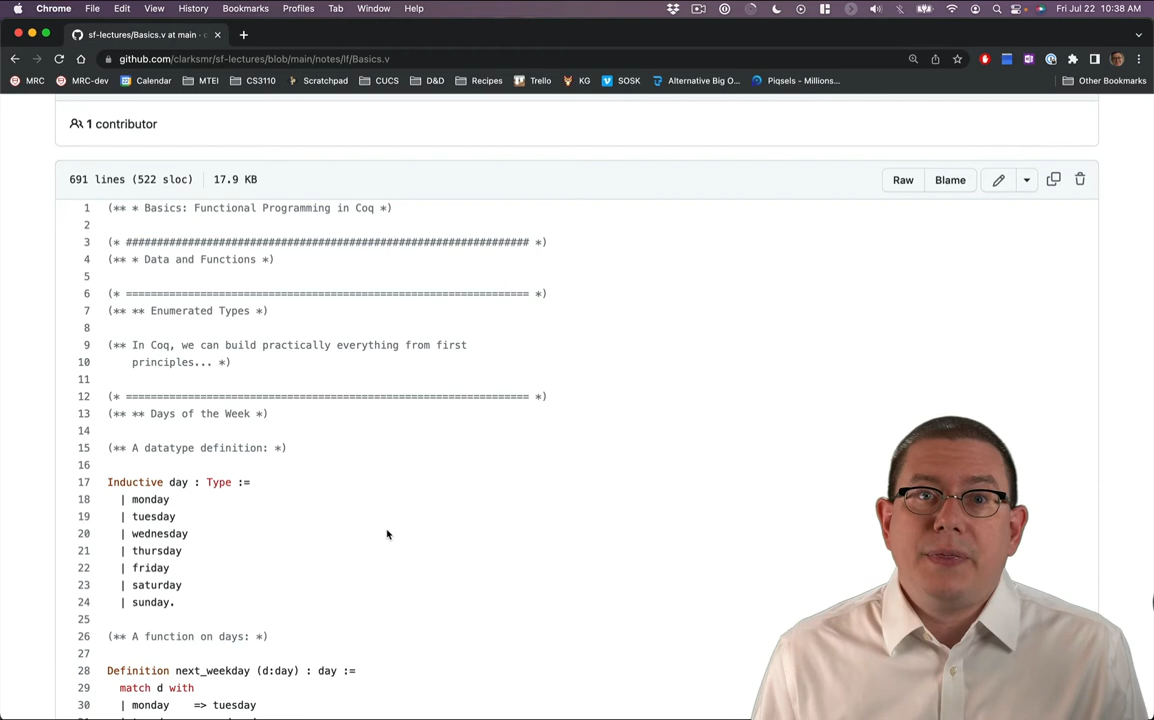 Chrome File Edit View History Bookmarks Profiles Tab Window Help Fri Jul 22 10:38 AM
sf-lectures/Basics.v at main · c
github.com/clarksmr/sf-lectures/blob/main/notes/lf/Basics.v
MRC MRC-dev Calendar MTEI CS3110 Scratchpad CUCS D&D Recipes Trello KG SOSK Alternative Big O... Piqsels - Millions... Other Bookmarks
1 contributor
691 lines (522 sloc) 17.9 KB Raw Blame
1 (** * Basics: Functional Programming in Coq *)
2
3 (* ################################################################# *)
4 (** * Data and Functions *)
5
6 (* ================================================================= *)
7 (** ** Enumerated Types *)
8
9 (** In Coq, we can build practically everything from first
10 principles... *)
11
12 (* ================================================================= *)
13 (** ** Days of the Week *)
14
15 (** A datatype definition: *)
16
17 Inductive day : Type :=
18 | monday
19 | tuesday
20 | wednesday
21 | thursday
22 | friday
23 | saturday
24 | sunday.
25
26 (** A function on days: *)
27
28 Definition next_weekday (d:day) : day :=
29 match d with
30 | monday => tuesday